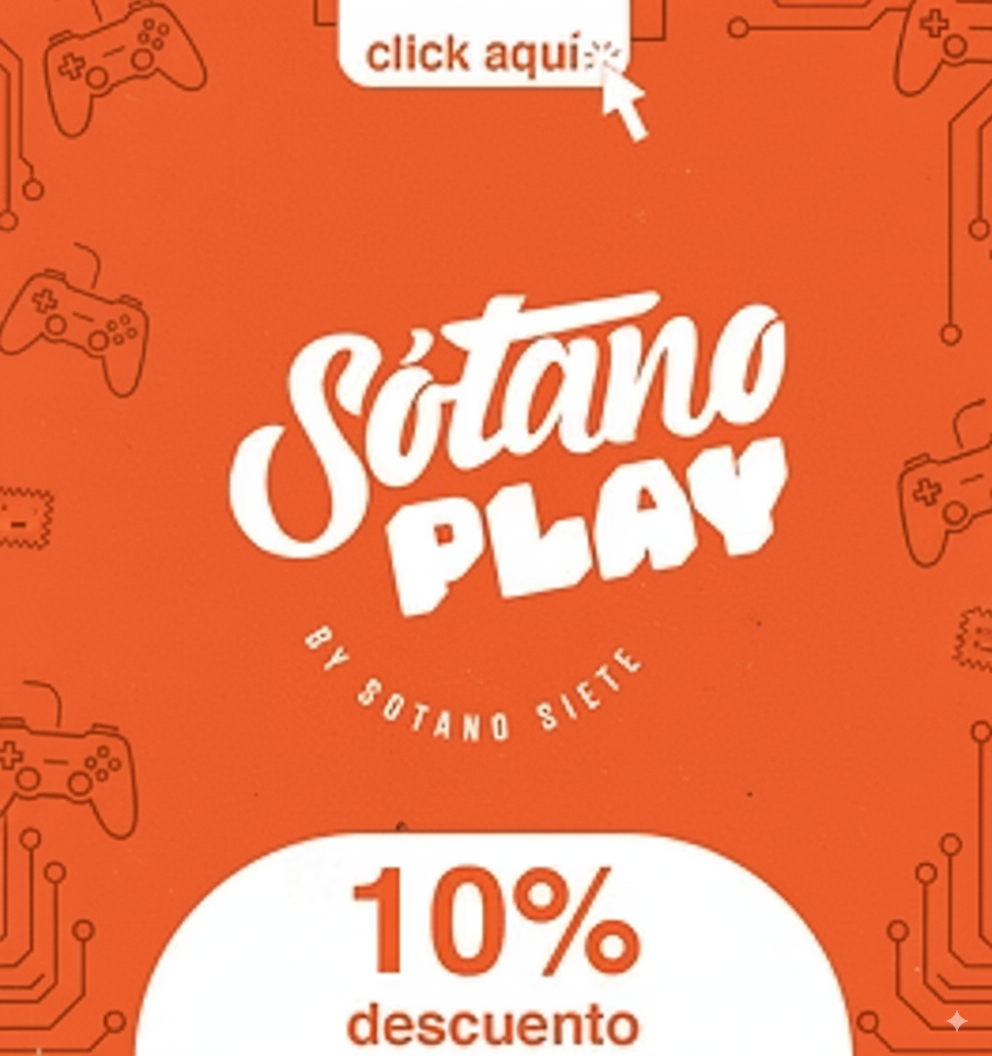 click aquí
Sótano
PLAY
BY SOTANO SIETE
10%
descuento